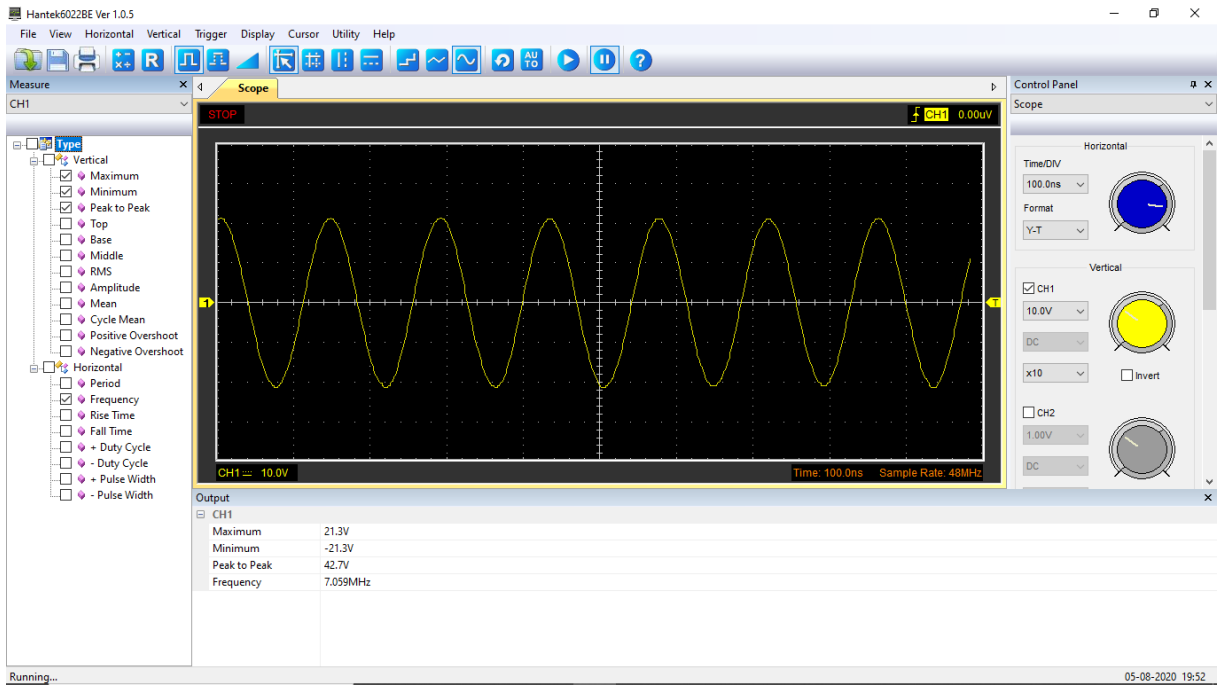 Hantek6022BE Ver 1.0.5
File View Horizontal Vertical Trigger Display Cursor Utility Help
R
AU
TO
?
Measure
CH1
Type
Vertical
Maximum
Minimum
Peak to Peak
Top
Base
Middle
RMS
Amplitude
Mean
Cycle Mean
Positive Overshoot
Negative Overshoot
Horizontal
Period
Frequency
Rise Time
Fall Time
+ Duty Cycle
- Duty Cycle
+ Pulse Width
- Pulse Width
Scope
STOP
CH1 0.00uV
1
T
CH1 10.0V
Time: 100.0ns Sample Rate: 48MHz
Control Panel
Scope
Horizontal
Time/DIV
100.0ns
Format
Y-T
Vertical
CH1
10.0V
DC
x10
Invert
CH2
1.00V
DC
Output
CH1
Maximum 21.3V
Minimum -21.3V
Peak to Peak 42.7V
Frequency 7.059MHz
Running...
05-08-2020 19:52